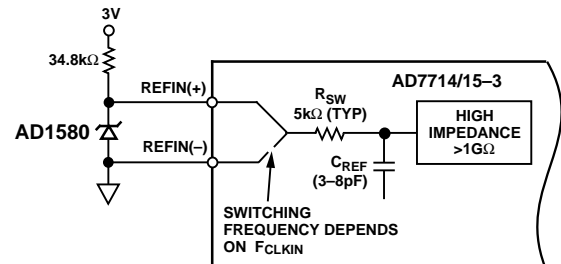 3V
34.8kΩ
REFIN(+)
AD1580
REFIN(–)
AD7714/15–3
RSW
5kΩ (TYP)
HIGH
IMPEDANCE
>1GΩ
CREF
(3–8pF)
SWITCHING
FREQUENCY DEPENDS
ON FCLKIN